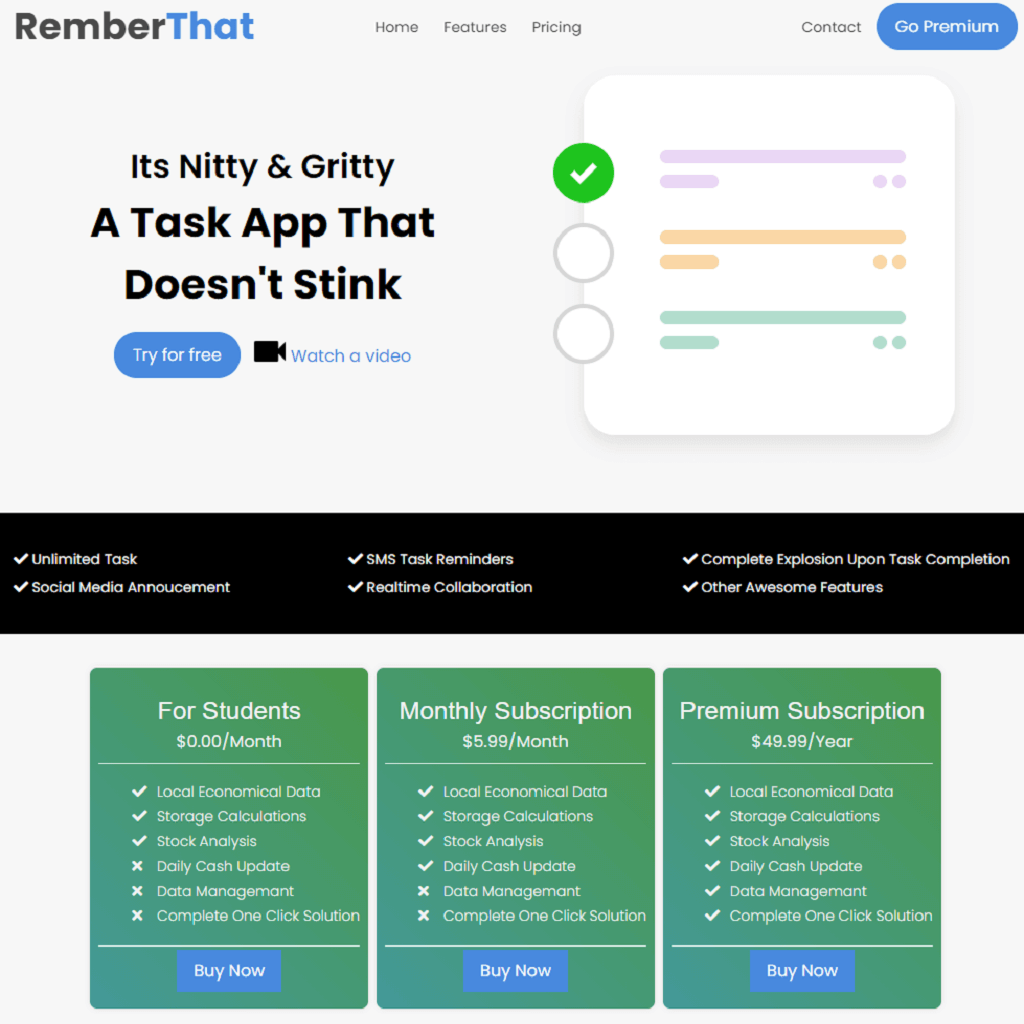 RemberThat
Home Features Pricing
Contact
Go Premium
Its Nitty & Gritty
A Task App That
Doesn't Stink
Try for free
Watch a video
Unlimited Task
Social Media Annoucement
SMS Task Reminders
Realtime Collaboration
Complete Explosion Upon Task Completion
Other Awesome Features
For Students
$0.00/Month
Local Economical Data
Storage Calculations
Stock Analysis
Daily Cash Update
Data Managemant
Complete One Click Solution
Buy Now
Monthly Subscription
$5.99/Month
Local Economical Data
Storage Calculations
Stock Analysis
Daily Cash Update
Data Managemant
Complete One Click Solution
Buy Now
Premium Subscription
$49.99/Year
Local Economical Data
Storage Calculations
Stock Analysis
Daily Cash Update
Data Managemant
Complete One Click Solution
Buy Now